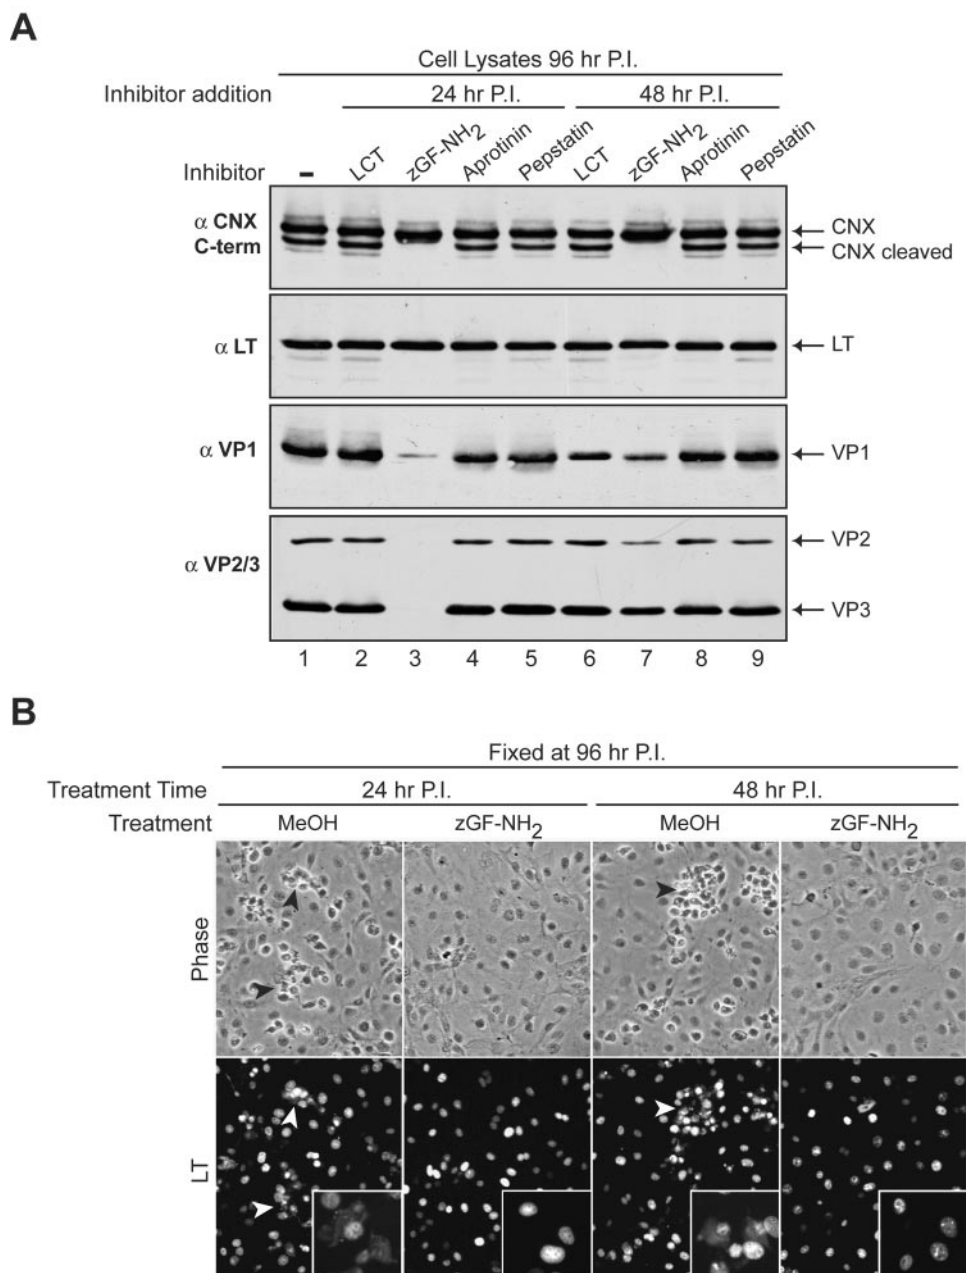 A
Cell Lysates 96 hr P.I.
Inhibitor addition 24 hr P.I. 48 hr P.I.
Inhibitor - LCT zGF-NH₂ Aprotinin Pepstatin LCT zGF-NH₂ Aprotinin Pepstatin
α CNX CNX
C-term CNX cleaved
α LT LT
α VP1 VP1
VP2
α VP2/3
VP3
1 2 3 4 5 6 7 8 9
B
Fixed at 96 hr P.I.
Treatment Time 24 hr P.I. 48 hr P.I.
Treatment MeOH zGF-NH₂ MeOH zGF-NH₂
Phase
LT